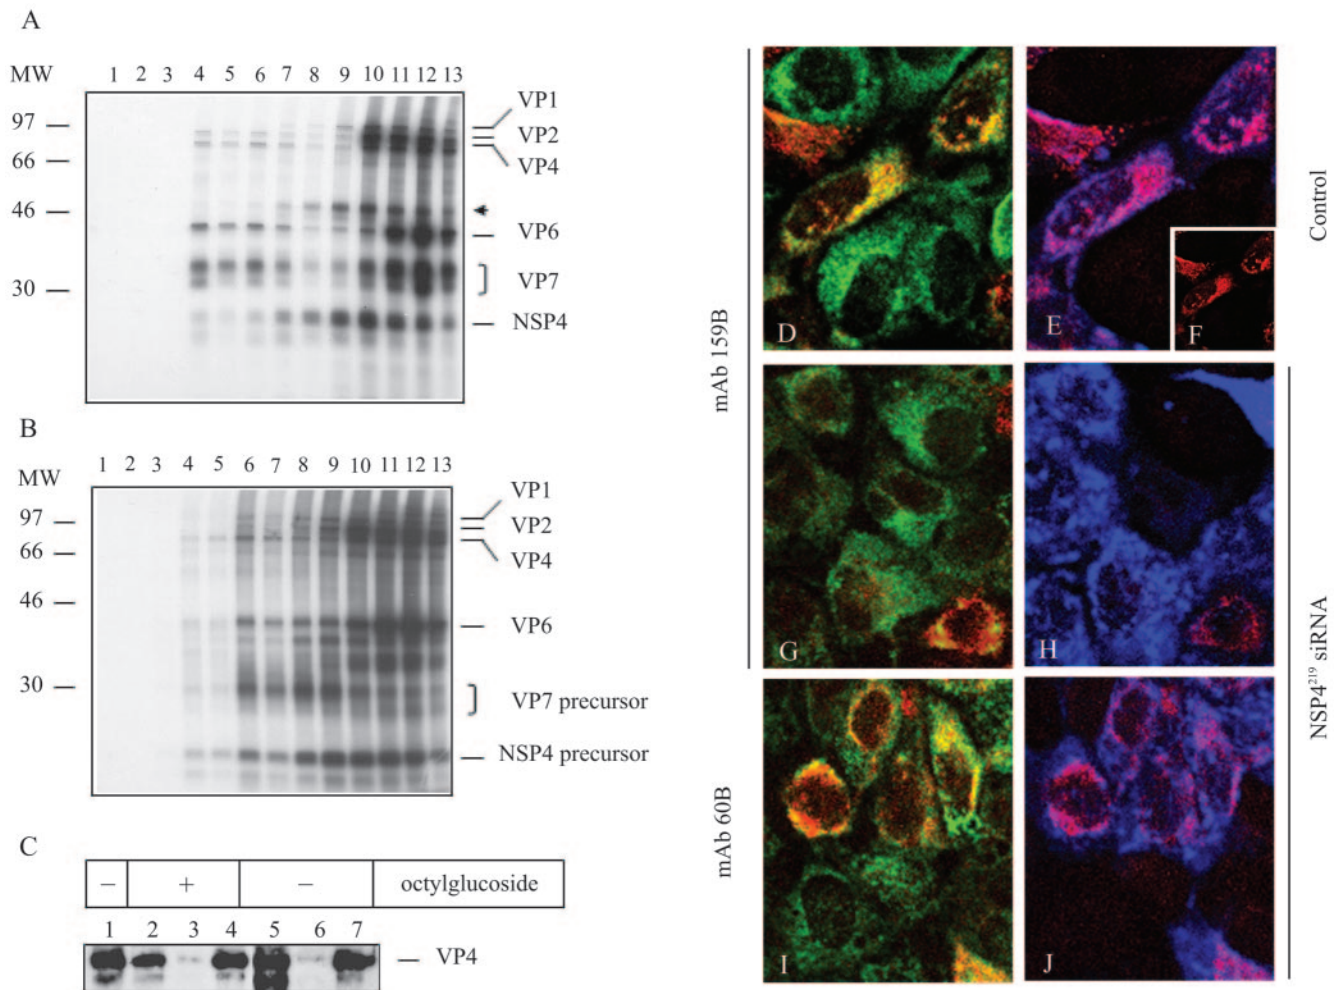 A
MW 1 2 3 4 5 6 7 8 9 10 11 12 13
97
66
46
30
VP1
VP2
VP4
VP6
VP7
NSP4
B
MW 1 2 3 4 5 6 7 8 9 10 11 12 13
97
66
46
30
VP1
VP2
VP4
VP6
VP7 precursor
NSP4 precursor
C
− + − octylglucoside
1 2 3 4 5 6 7
VP4
mAb 159B
mAb 60B
D
E
F
G
H
I
J
Control
NSP4²¹⁹ siRNA